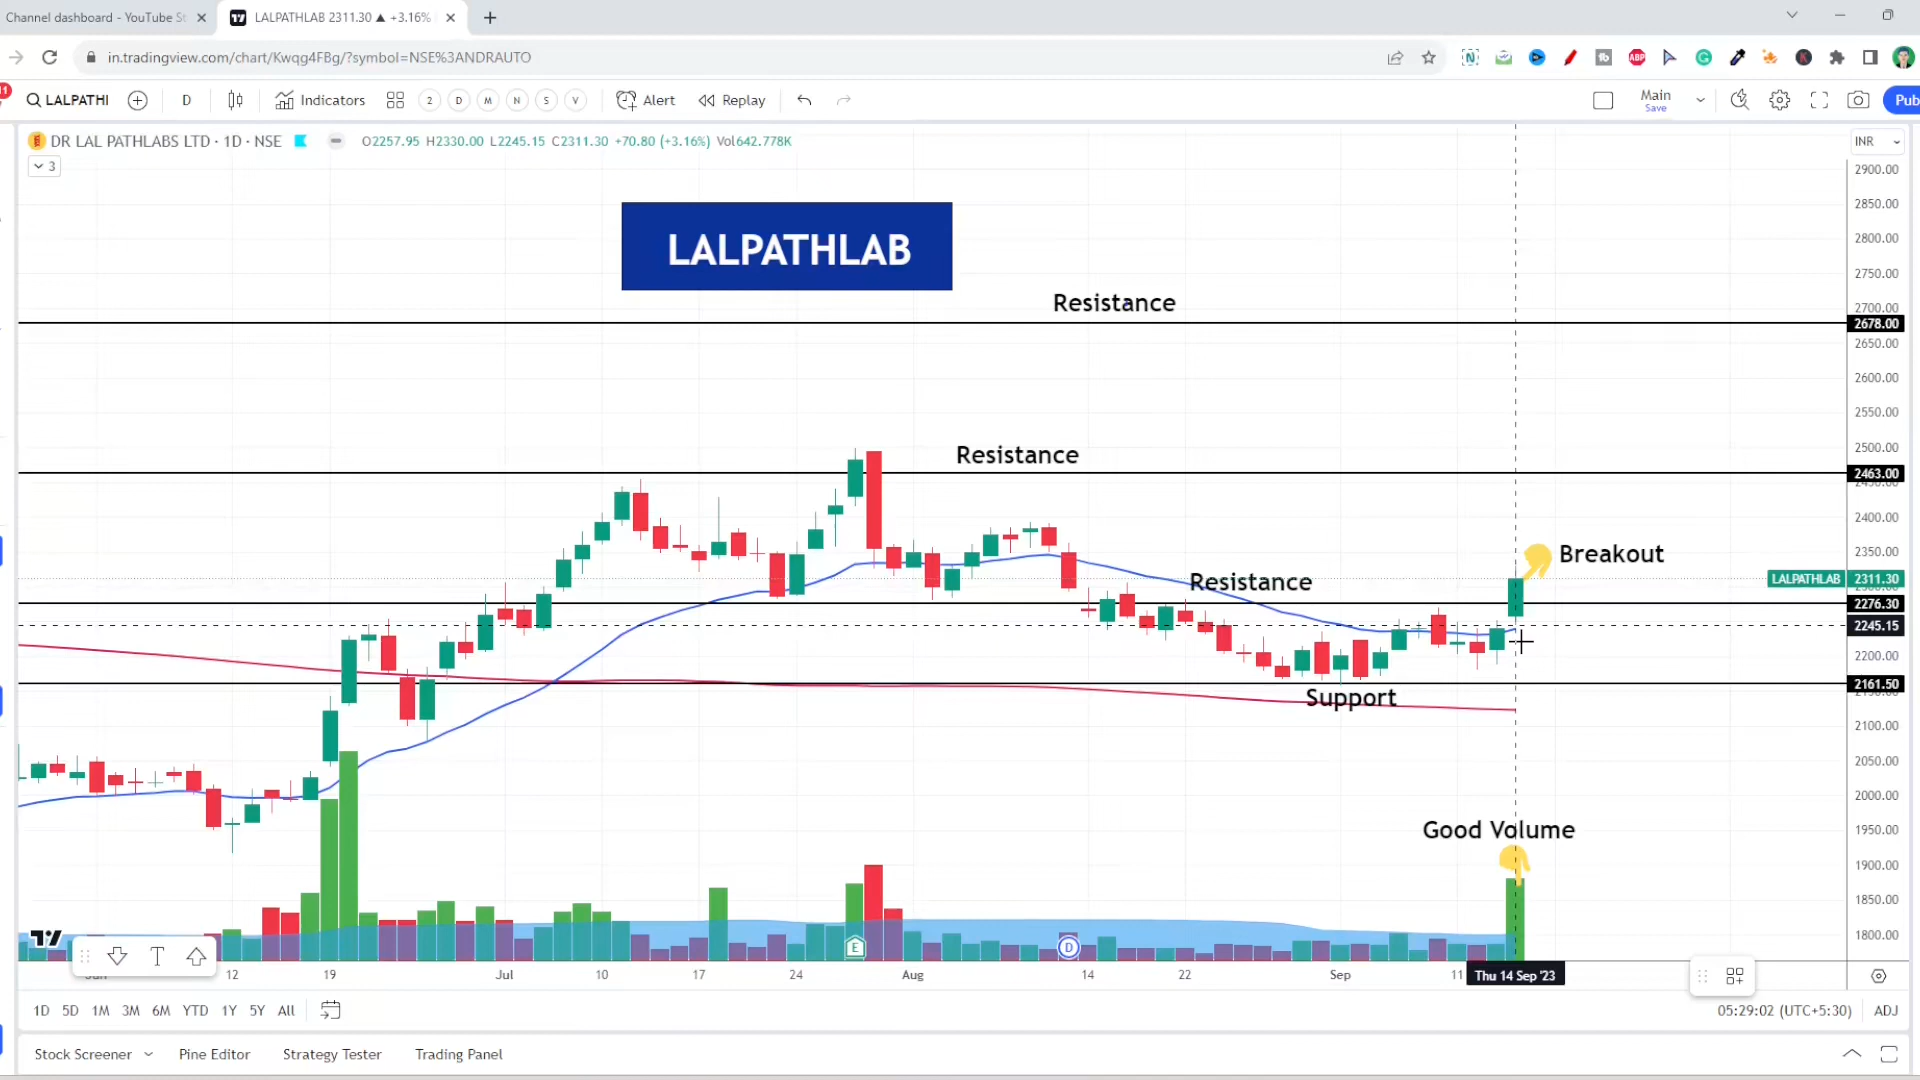 Channel dashboard - YouTube St
LALPATHLAB 2311.30 ▲ +3.16%
in.tradingview.com/chart/Kwqg4FBg/?symbol=NSE%3ANDRAUTO
ABP
11
LALPATHI
D
Indicators
2 D M N S V
Alert
Replay
Main
Save
Pub
DR LAL PATHLABS LTD · 1D · NSE
O2257.95 H2330.00 L2245.15 C2311.30 +70.80 (+3.16%) Vol642.778K
INR
3
LALPATHLAB
Resistance
Resistance
Resistance
Breakout
Support
Good Volume
2900.00
2850.00
2800.00
2750.00
2700.00
2678.00
2650.00
2600.00
2550.00
2500.00
2463.00
2400.00
2350.00
LALPATHLAB 2311.30
2276.30
2245.15
2200.00
2161.50
2100.00
2050.00
2000.00
1950.00
1900.00
1850.00
1800.00
E
D
T
12 19 Jul 10 17 24 Aug 14 22 Sep 11 Thu 14 Sep '23
1D 5D 1M 3M 6M YTD 1Y 5Y All
05:29:02 (UTC+5:30) ADJ
Stock Screener Pine Editor Strategy Tester Trading Panel